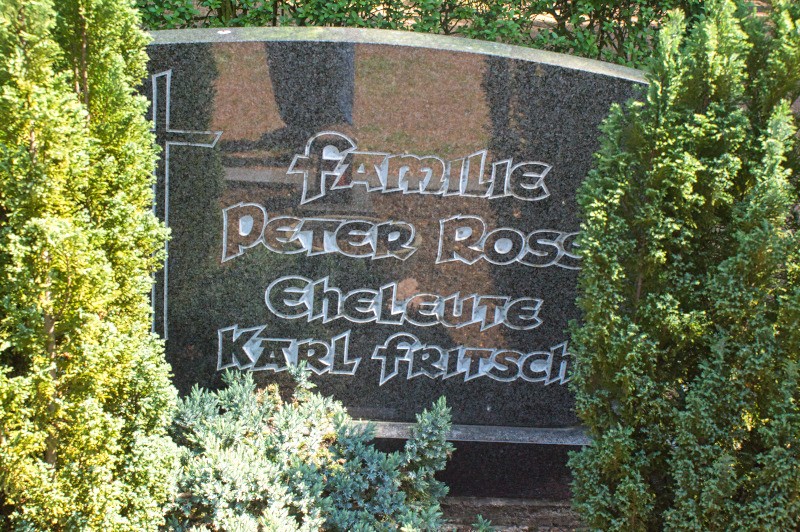 Familie
Peter Ross
Eheleute
Karl Fritsch